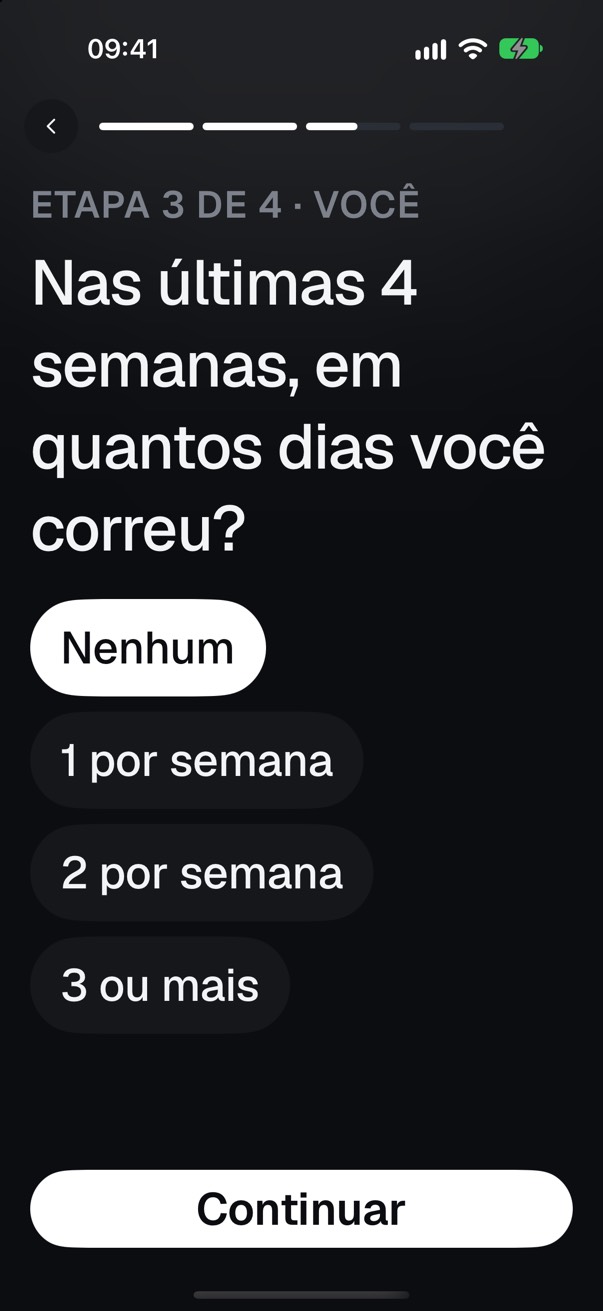 09:41
ETAPA 3 DE 4 · VOCÊ
Nas últimas 4
semanas, em
quantos dias você
correu?
Nenhum
1 por semana
2 por semana
3 ou mais
Continuar